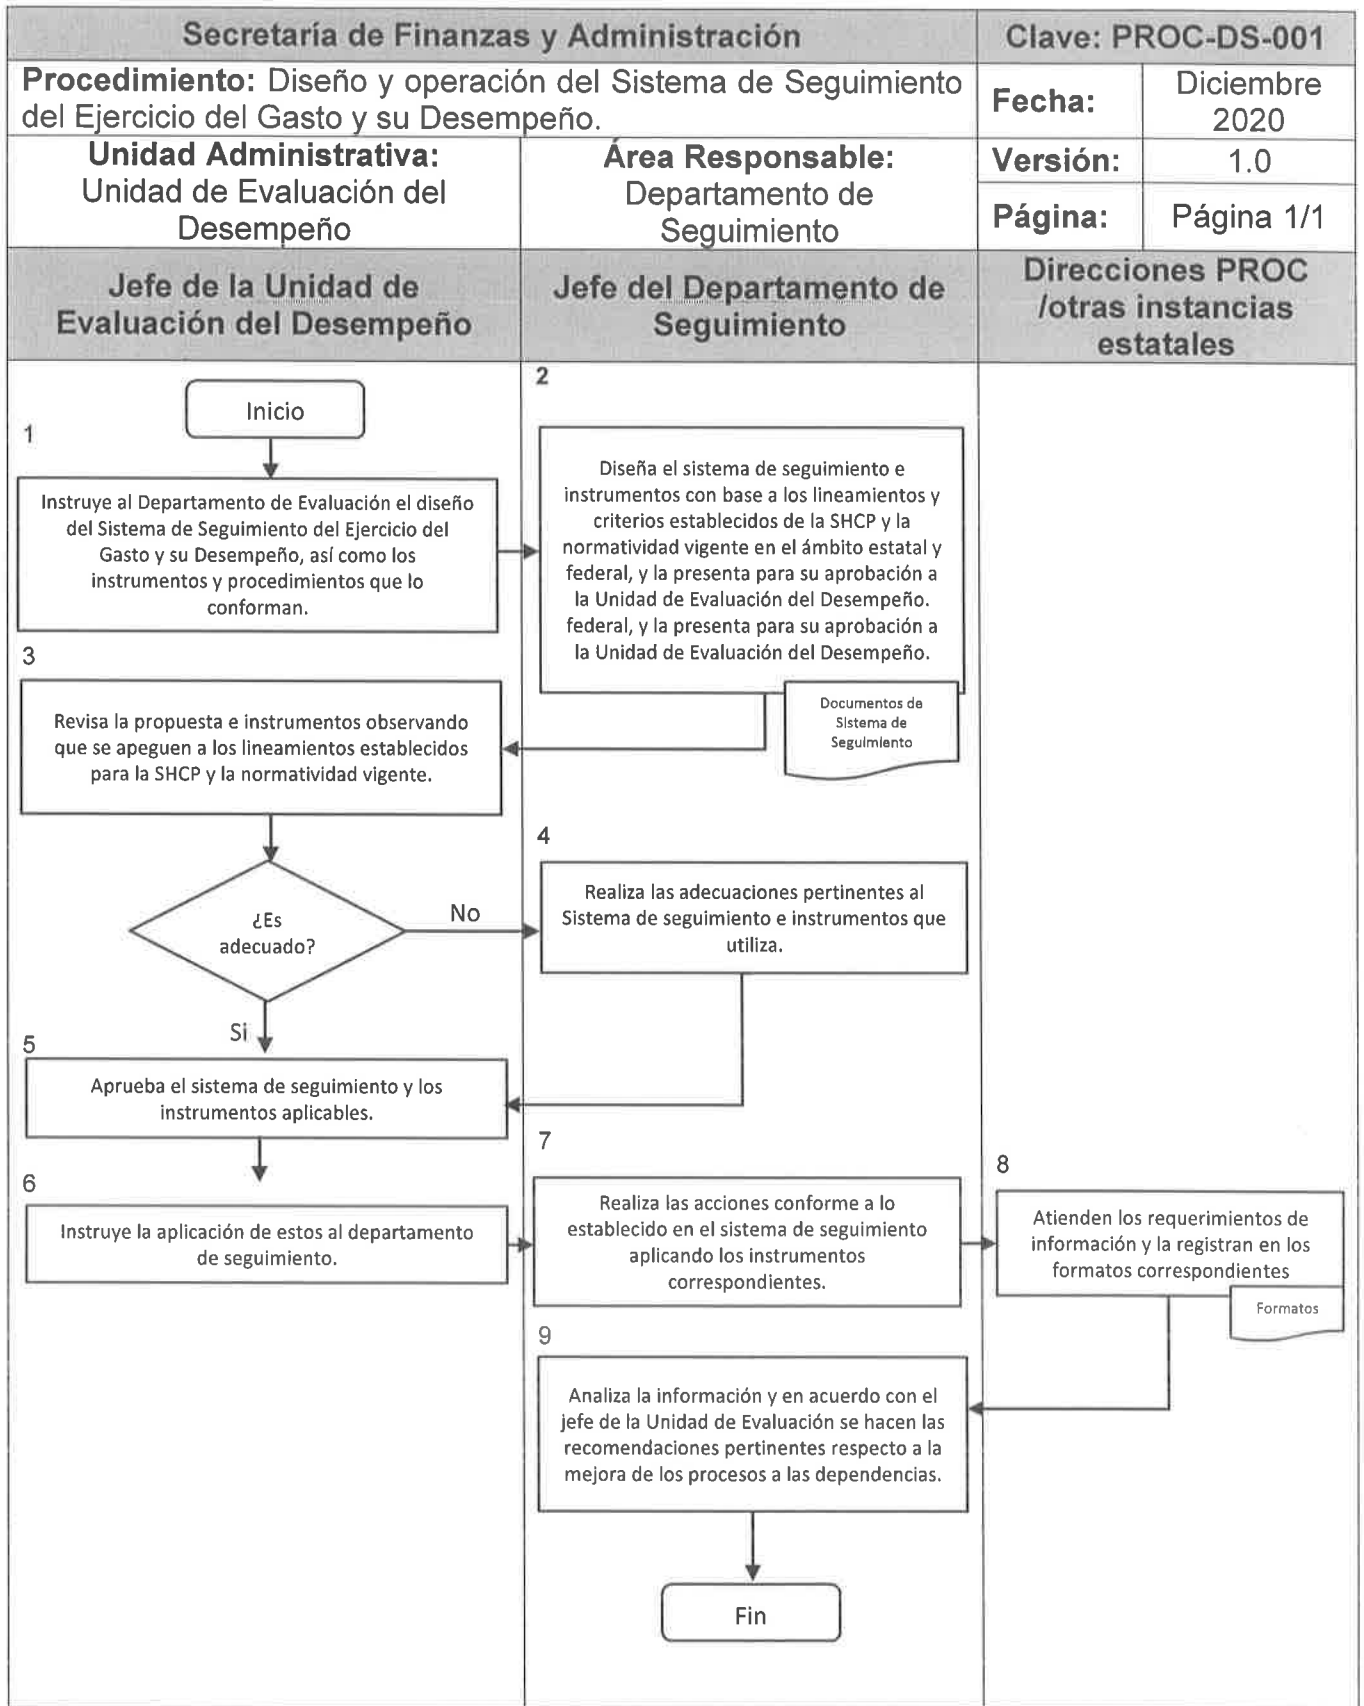 Secretaría de Finanzas y Administración
Clave: PROC-DS-001
Procedimiento: Diseño y operación del Sistema de Seguimiento
del Ejercicio del Gasto y su Desempeño.
Fecha:
Diciembre
2020
Unidad Administrativa:
Unidad de Evaluación del
Desempeño
Área Responsable:
Departamento de
Seguimiento
Versión:
1.0
Página:
Página 1/1
Jefe de la Unidad de
Evaluación del Desempeño
Jefe del Departamento de
Seguimiento
Direcciones PROC
/otras instancias
estatales
Inicio
1
Instruye al Departamento de Evaluación el diseño
del Sistema de Seguimiento del Ejercicio del
Gasto y su Desempeño, así como los
instrumentos y procedimientos que lo
conforman.
2
Diseña el sistema de seguimiento e
instrumentos con base a los lineamientos y
criterios establecidos de la SHCP y la
normatividad vigente en el ámbito estatal y
federal, y la presenta para su aprobación a
la Unidad de Evaluación del Desempeño.
federal, y la presenta para su aprobación a
la Unidad de Evaluación del Desempeño.
Documentos de
Sistema de
Seguimiento
3
Revisa la propuesta e instrumentos observando
que se apeguen a los lineamientos establecidos
para la SHCP y la normatividad vigente.
¿Es
adecuado?
No
4
Realiza las adecuaciones pertinentes al
Sistema de seguimiento e instrumentos que
utiliza.
Si
5
Aprueba el sistema de seguimiento y los
instrumentos aplicables.
6
Instruye la aplicación de estos al departamento
de seguimiento.
7
Realiza las acciones conforme a lo
establecido en el sistema de seguimiento
aplicando los instrumentos
correspondientes.
8
Atienden los requerimientos de
información y la registran en los
formatos correspondientes
Formatos
9
Analiza la información y en acuerdo con el
jefe de la Unidad de Evaluación se hacen las
recomendaciones pertinentes respecto a la
mejora de los procesos a las dependencias.
Fin